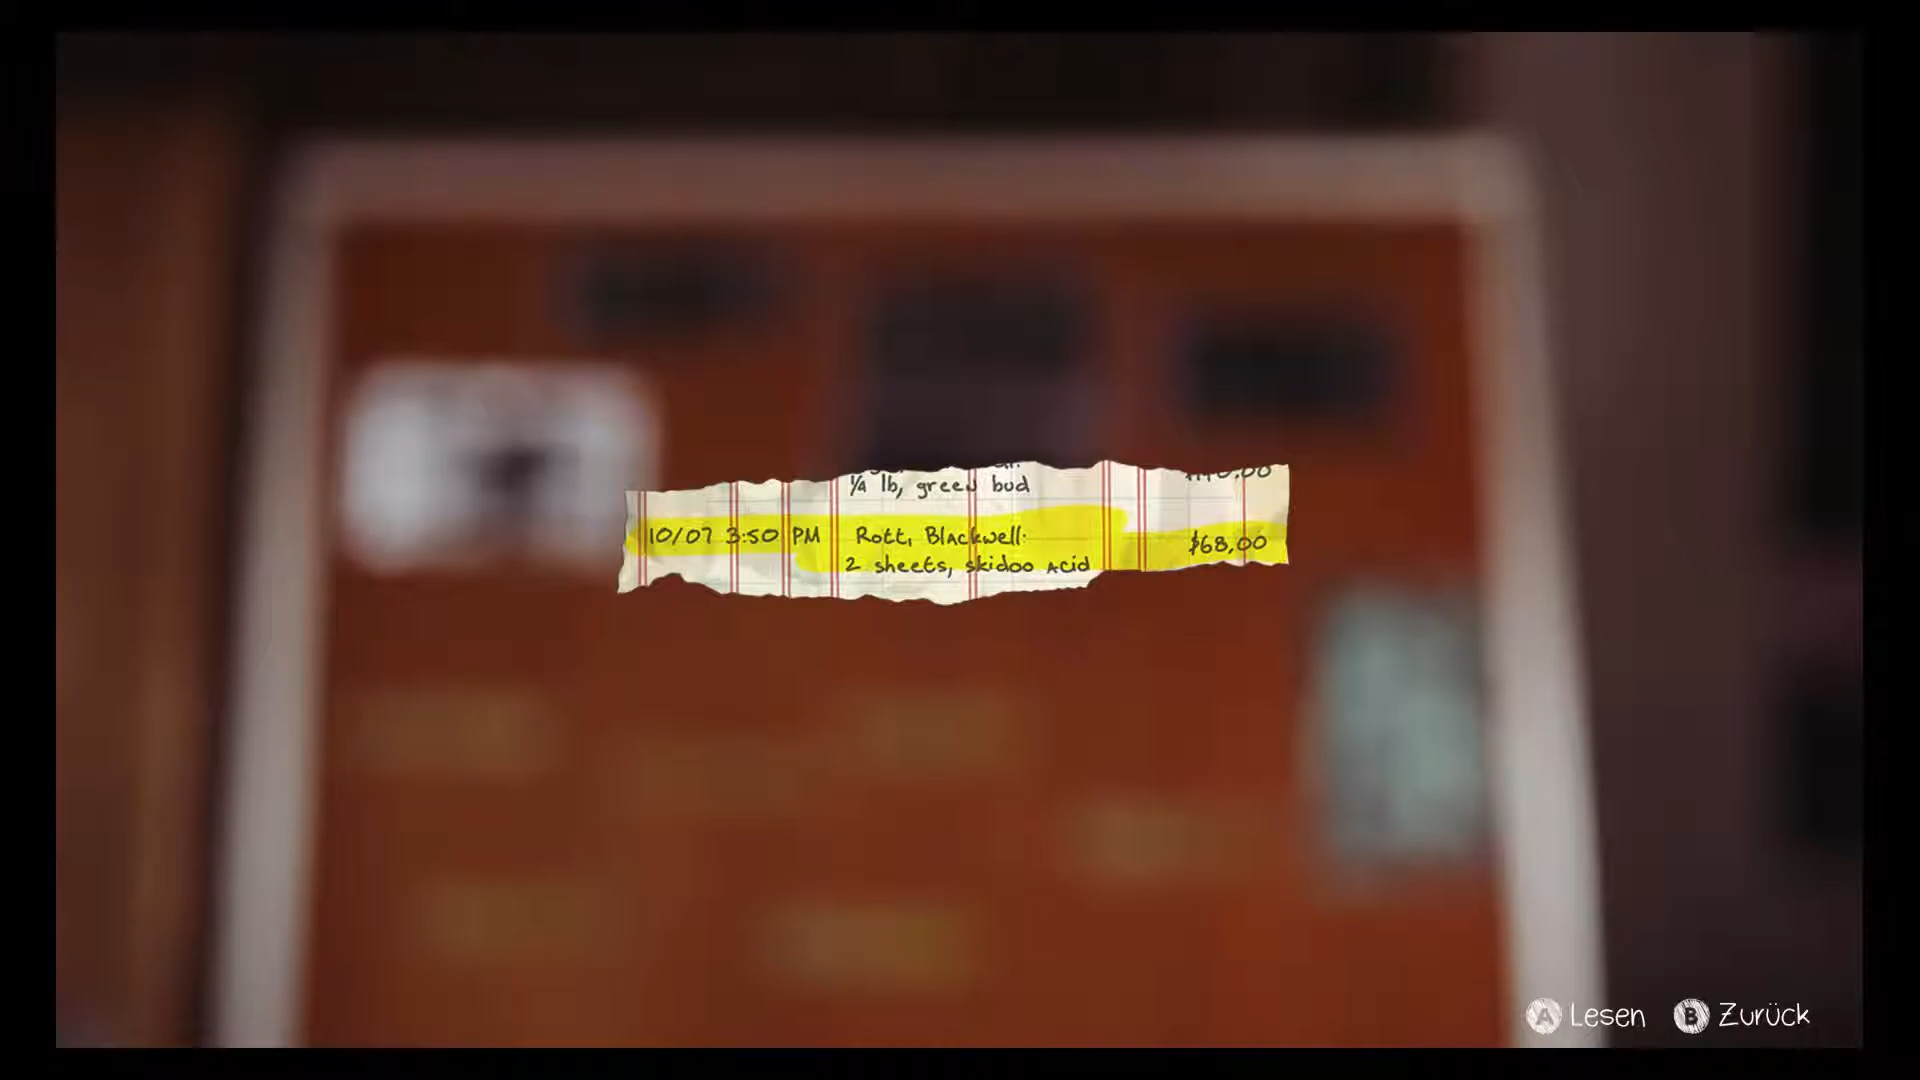 1/4 lb, green bud
10/07 3:50 PM Rott, Blackwell: $68,00
2 sheets, skidoo Acid
A Lesen B Zurück